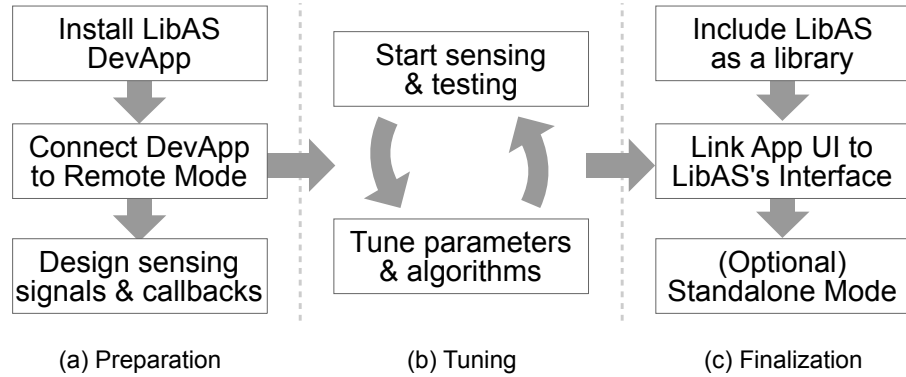 Install LibAS
DevApp
Connect DevApp
to Remote Mode
Design sensing
signals & callbacks
(a) Preparation
Start sensing
& testing
Tune parameters
& algorithms
(b) Tuning
Include LibAS
as a library
Link App UI to
LibAS's Interface
(Optional)
Standalone Mode
(c) Finalization